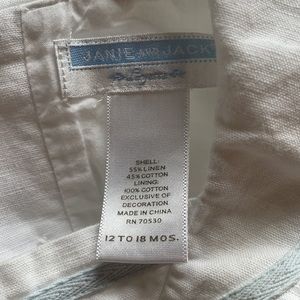 JANIE AND JACK
SHELL:
55% LINEN
45% COTTON
LINING:
100% COTTON
EXCLUSIVE OF
DECORATION
MADE IN CHINA
RN 70530
12 TO 18 MOS.